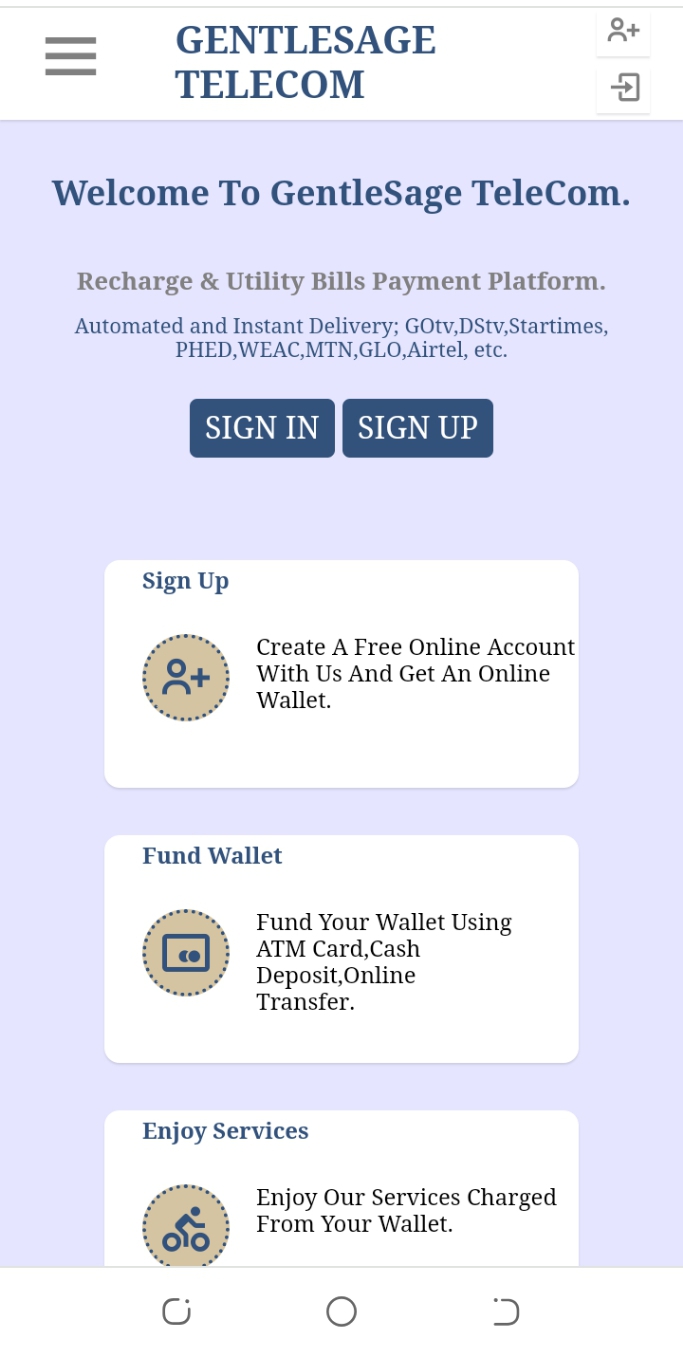 GENTLESAGE
TELECOM
Welcome To GentleSage TeleCom.
Recharge & Utility Bills Payment Platform.
Automated and Instant Delivery; GOtv,DStv,Startimes,
PHED,WEAC,MTN,GLO,Airtel, etc.
SIGN IN SIGN UP
Sign Up
Create A Free Online Account
With Us And Get An Online
Wallet.
Fund Wallet
Fund Your Wallet Using
ATM Card,Cash
Deposit,Online
Transfer.
Enjoy Services
Enjoy Our Services Charged
From Your Wallet.